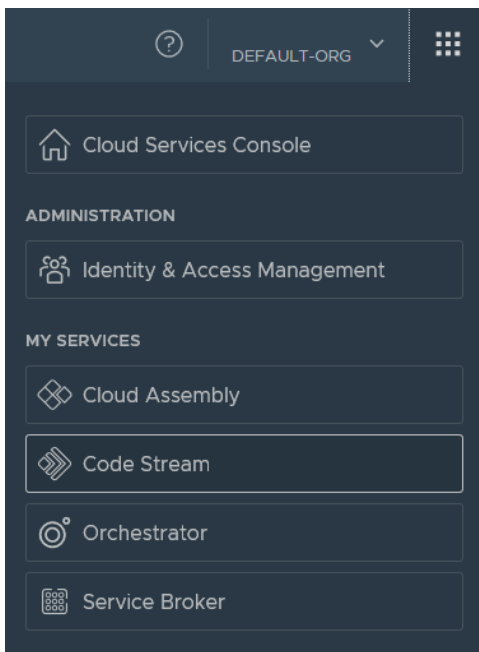 ?
DEFAULT-ORG
Cloud Services Console
ADMINISTRATION
Identity & Access Management
MY SERVICES
Cloud Assembly
Code Stream
Orchestrator
Service Broker